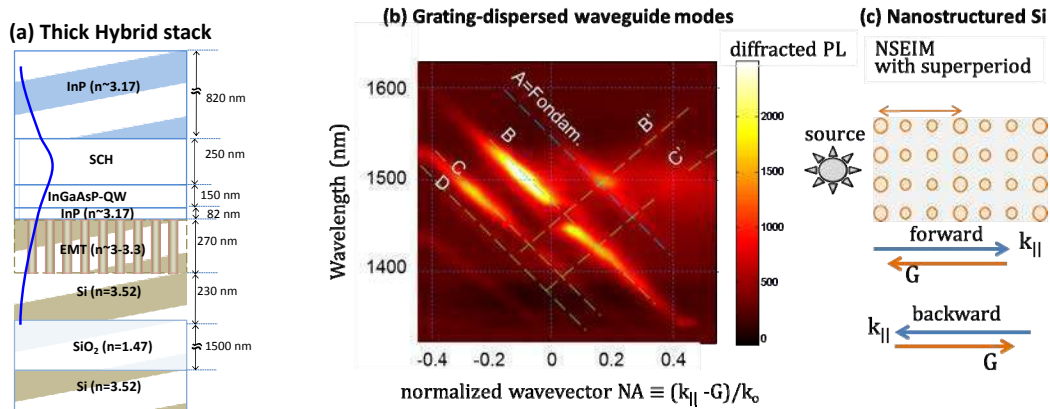 (a) Thick Hybrid stack
InP (n~3.17)
820 nm
SCH
250 nm
InGaAsP-QW
150 nm
InP (n~3.17)
82 nm
EMT (n~3-3.3)
270 nm
Si (n=3.52)
230 nm
SiO2 (n=1.47)
1500 nm
Si (n=3.52)
(b) Grating-dispersed waveguide modes
diffracted PL
Wavelength (nm)
1600
1500
1400
A=Fondam.
B
C
D
B'
C'
-0.4
-0.2
0
0.2
0.4
normalized wavevector NA ≡ (k|| -G)/ko
2000
1500
1000
500
0
(c) Nanostructured Si
NSEIM
with superperiod
source
forward
k||
G
backward
k||
G